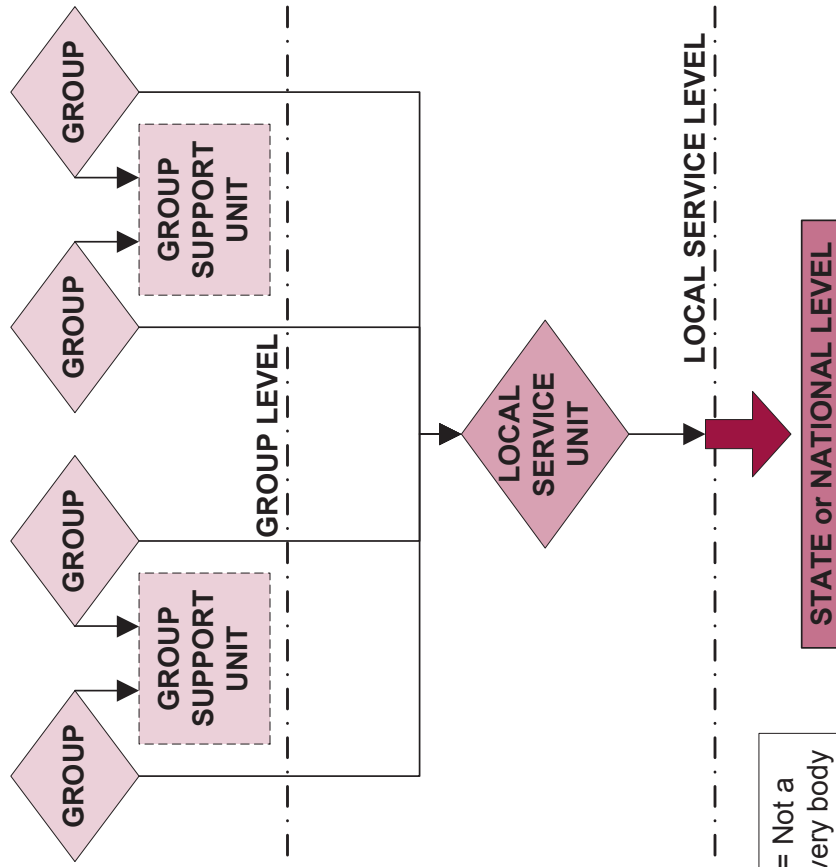 GROUP
GROUP
GROUP
GROUP
GROUP
SUPPORT
UNIT
GROUP
SUPPORT
UNIT
GROUP LEVEL
LOCAL
SERVICE
UNIT
LOCAL SERVICE LEVEL
STATE or NATIONAL LEVEL
= Not a
very body